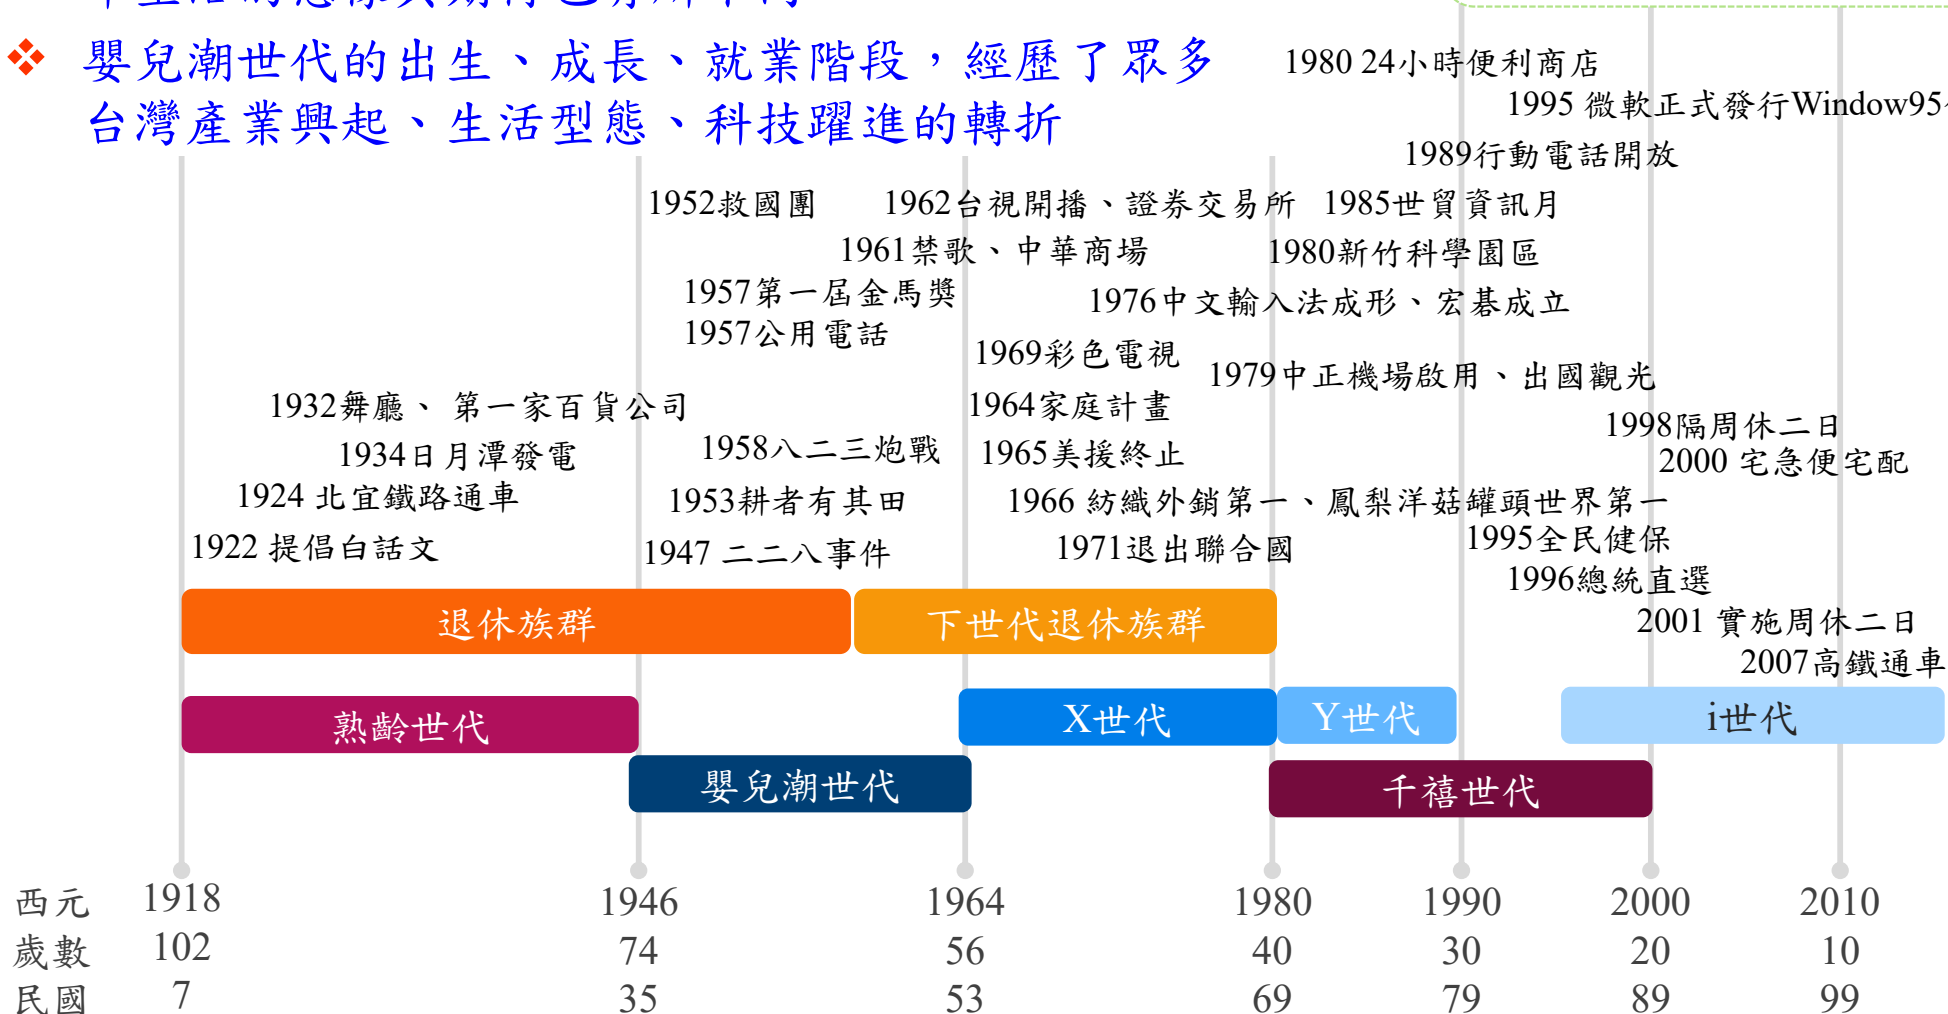 ❖ 嬰兒潮世代的出生、成長、就業階段，經歷了眾多
台灣產業興起、生活型態、科技躍進的轉折
1980 24小時便利商店
1995 微軟正式發行Window95
1989行動電話開放
1952救國團
1962台視開播、證券交易所
1985世貿資訊月
1961禁歌、中華商場
1980新竹科學園區
1957第一屆金馬獎
1976中文輸入法成形、宏碁成立
1957公用電話
1969彩色電視
1979中正機場啟用、出國觀光
1932舞廳、 第一家百貨公司
1964家庭計畫
1998隔周休二日
1934日月潭發電
1958八二三炮戰
1965美援終止
2000 宅急便宅配
1924 北宜鐵路通車
1953耕者有其田
1966 紡織外銷第一、鳳梨洋菇罐頭世界第一
1922 提倡白話文
1947 二二八事件
1971退出聯合國
1995全民健保
1996總統直選
退休族群
下世代退休族群
2001 實施周休二日
2007高鐵通車
熟齡世代
X世代
Y世代
i世代
嬰兒潮世代
千禧世代
西元 1918 1946 1964 1980 1990 2000 2010
歲數 102 74 56 40 30 20 10
民國 7 35 53 69 79 89 99